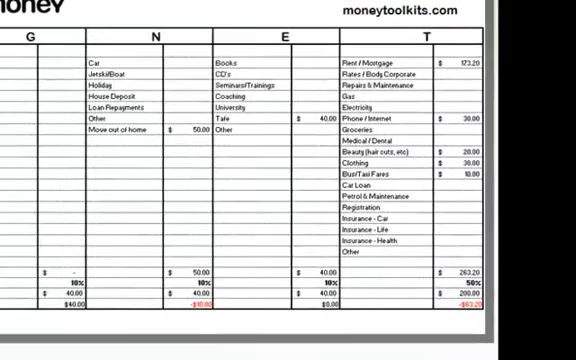 money
moneytoolkits.com
G N E T
Car Books Rent / Mortgage $ 173.20
Jetski/Boat CD's Rates / Body Corporate
Holiday Seminars/Trainings Repairs & Maintenance
House Deposit Coaching Gas
Loan Repayments University Electricity
Other Tafe $ 40.00 Phone / Internet $ 30.00
Move out of home $ 50.00 Other Groceries
Medical / Dental
Beauty (hair cuts, etc) $ 20.00
Clothing $ 30.00
Bus/Taxi Fares $ 10.00
Car Loan
Petrol & Maintenance
Registration
Insurance - Car
Insurance - Life
Insurance - Health
Other
$ - $ 50.00 $ 40.00 $ 263.20
10% 10% 10% 50%
$ 40.00 $ 40.00 $ 40.00 $ 200.00
$40.00 -$10.00 $0.00 -$63.20